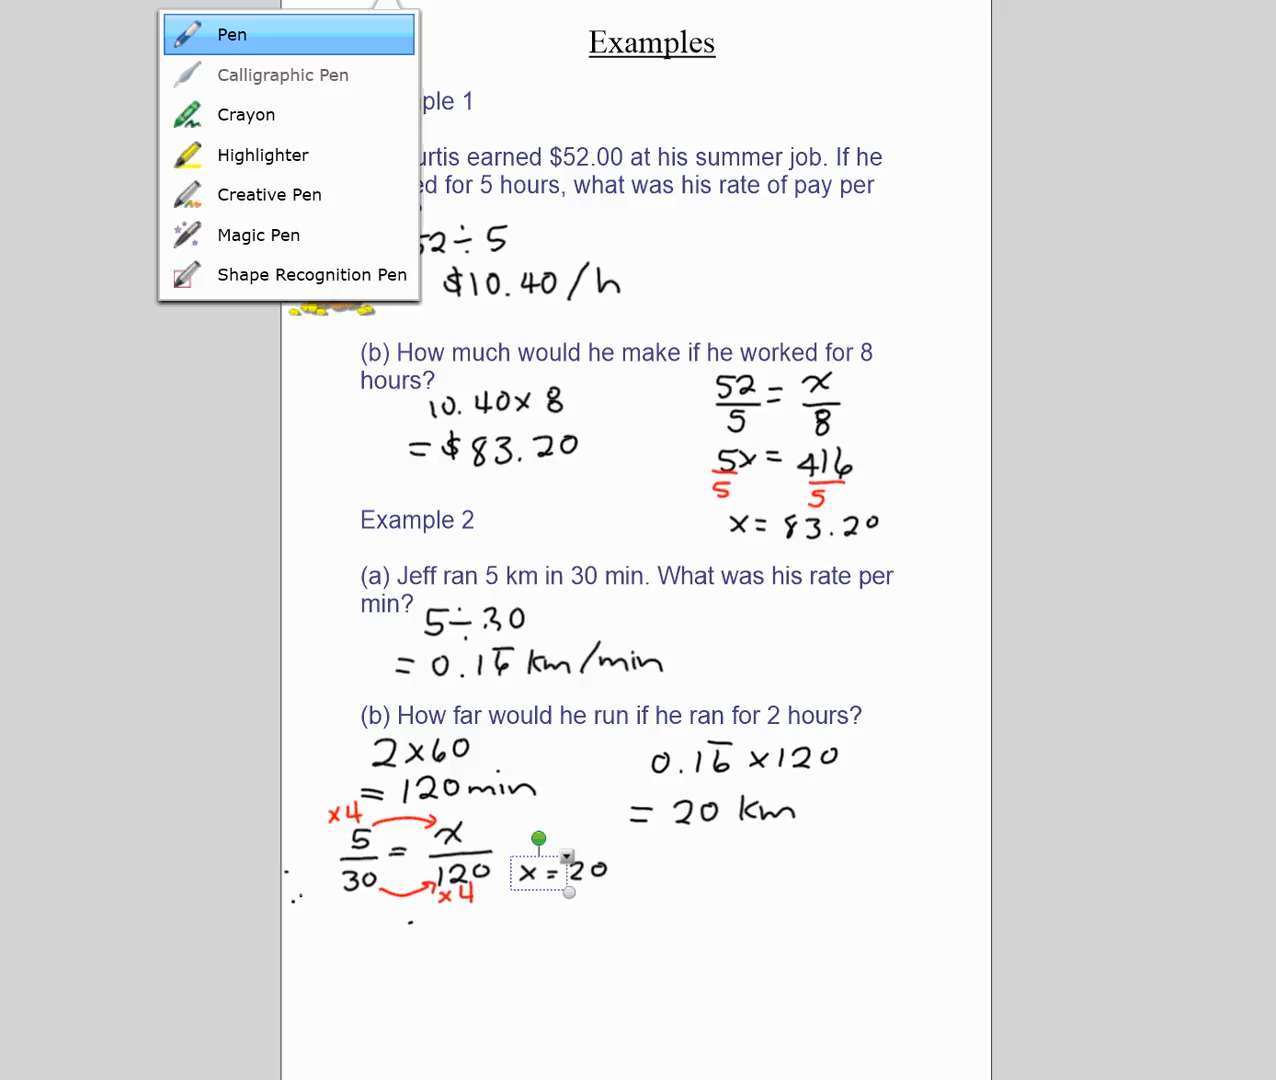 Pen
Calligraphic Pen
Crayon
Highlighter
Creative Pen
Magic Pen
Shape Recognition Pen
Examples
ple 1
urtis earned $52.00 at his summer job. If he
ed for 5 hours, what was his rate of pay per
52 ÷ 5
$10.40/h
(b) How much would he make if he worked for 8
hours?
10.40 x 8
= $83.20
52/5 = x/8
5x = 416
5 5
x = 83.20
Example 2
(a) Jeff ran 5 km in 30 min. What was his rate per
min?
5 ÷ 30
= 0.16̅ km/min
(b) How far would he run if he ran for 2 hours?
2 x 60
= 120 min
0.16̅ x 120
= 20 km
x4
5/30 = x/120
x4
x = 20